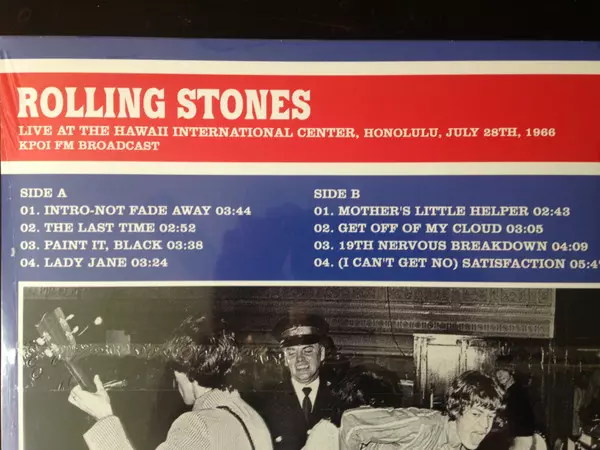 ROLLING STONES
LIVE AT THE HAWAII INTERNATIONAL CENTER, HONOLULU, JULY 28TH, 1966
KPOI FM BROADCAST
SIDE A
01. INTRO-NOT FADE AWAY 03:44
02. THE LAST TIME 02:52
03. PAINT IT, BLACK 03:38
04. LADY JANE 03:24
SIDE B
01. MOTHER'S LITTLE HELPER 02:43
02. GET OFF OF MY CLOUD 03:05
03. 19TH NERVOUS BREAKDOWN 04:09
04. (I CAN'T GET NO) SATISFACTION